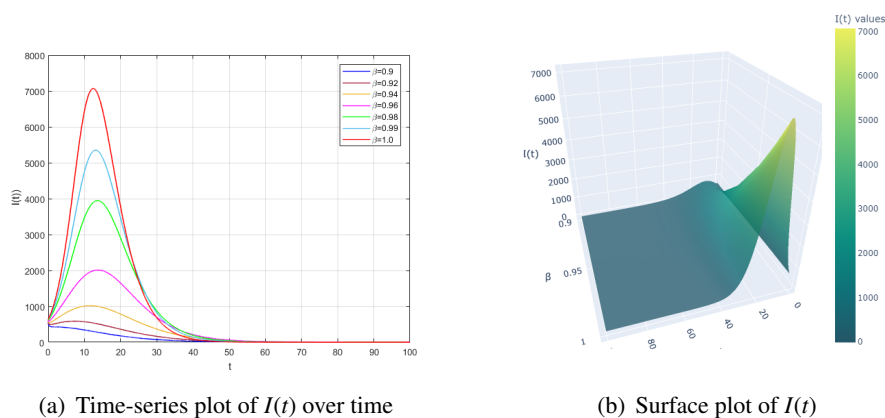 8000
7000
6000
5000
4000
3000
2000
1000
0
I(t))
0 10 20 30 40 50 60 70 80 90 100
t
β=0.9
β=0.92
β=0.94
β=0.96
β=0.98
β=0.99
β=1.0
(a) Time-series plot of I(t) over time
7000
6000
5000
4000
3000
2000
1000
0
I(t)
0.9
0.95
1
β
80
60
40
20
0
I(t) values
7000
6000
5000
4000
3000
2000
1000
0
(b) Surface plot of I(t)